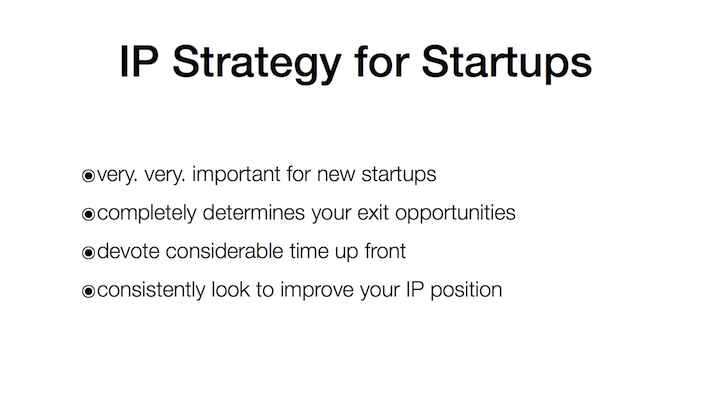 IP Strategy for Startups
◉very. very. important for new startups
◉completely determines your exit opportunities
◉devote considerable time up front
◉consistently look to improve your IP position